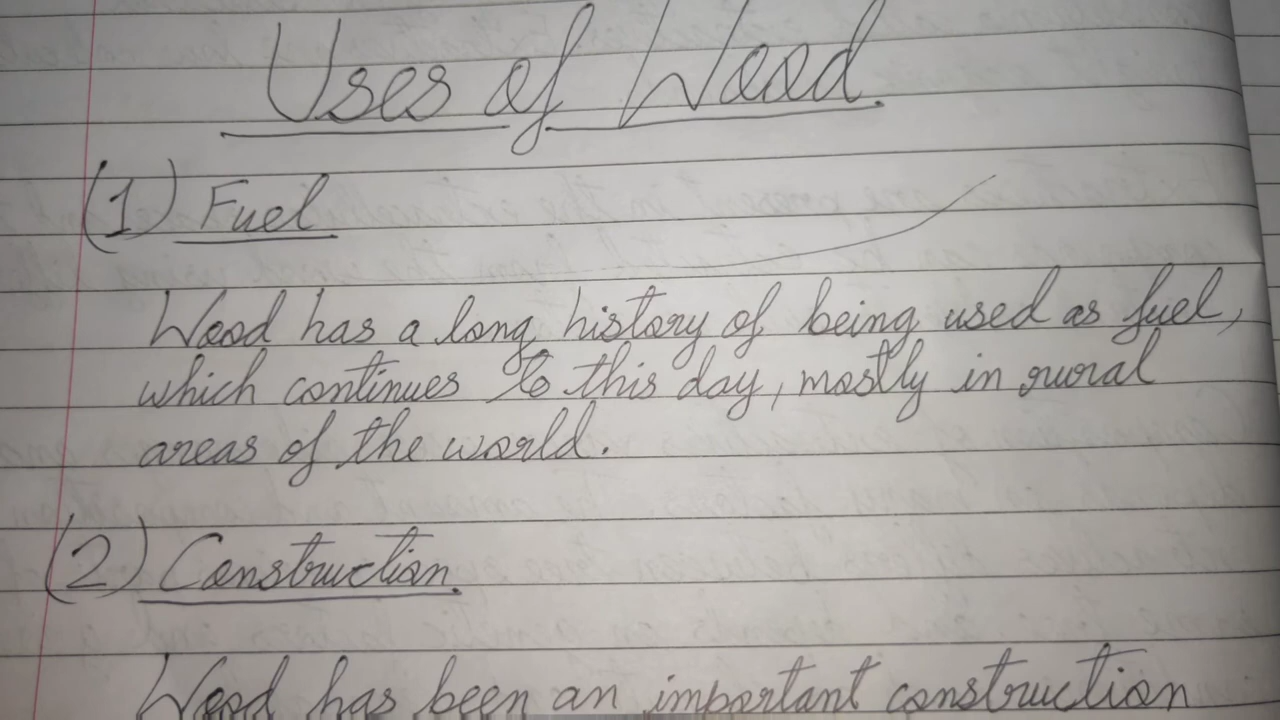 Uses of Wood.
(1) Fuel
Wood has a long history of being used as fuel,
which continues to this day, mostly in rural
areas of the world.
(2) Construction.
Wood has been an important construction